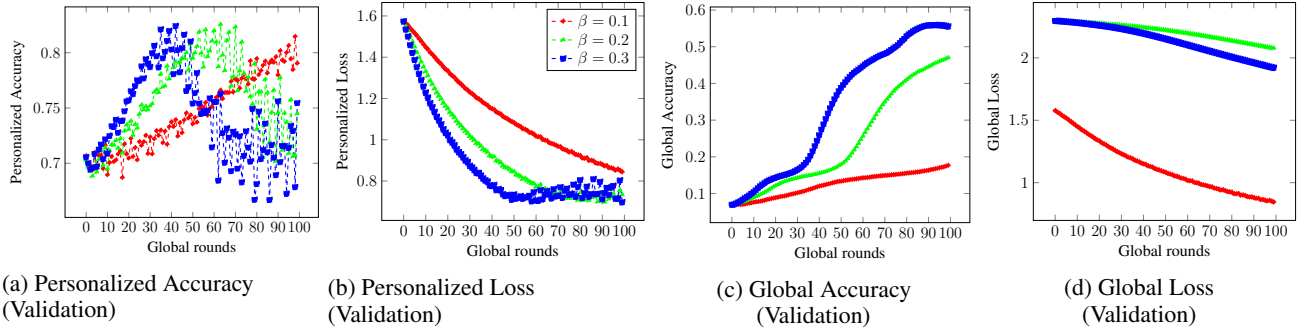 0.8
0.75
0.7
Personalized Accuracy
0 10 20 30 40 50 60 70 80 90 100
Global rounds
1.6
1.4
1.2
1
0.8
0.6
Personalized Loss
β = 0.1
β = 0.2
β = 0.3
0 10 20 30 40 50 60 70 80 90 100
Global rounds
0.6
0.5
0.4
0.3
0.2
0.1
Global Accuracy
0 10 20 30 40 50 60 70 80 90 100
Global rounds
2
1.5
1
Global Loss
0 10 20 30 40 50 60 70 80 90 100
Global rounds
(a) Personalized Accuracy
(Validation)
(b) Personalized Loss
(Validation)
(c) Global Accuracy
(Validation)
(d) Global Loss
(Validation)